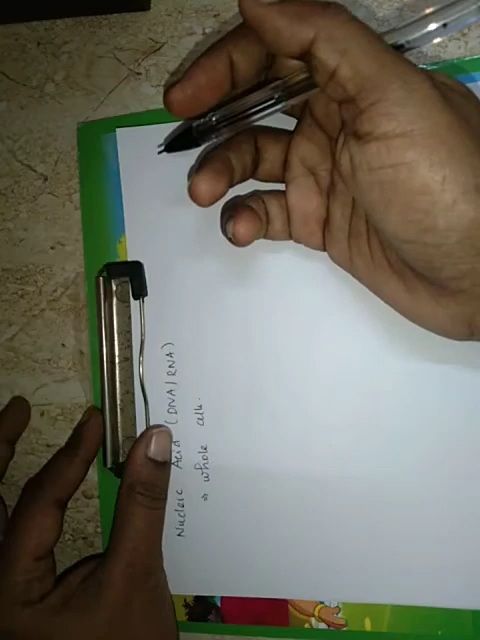 Nucleic Acid (DNA/RNA)
⇒ whole cell.